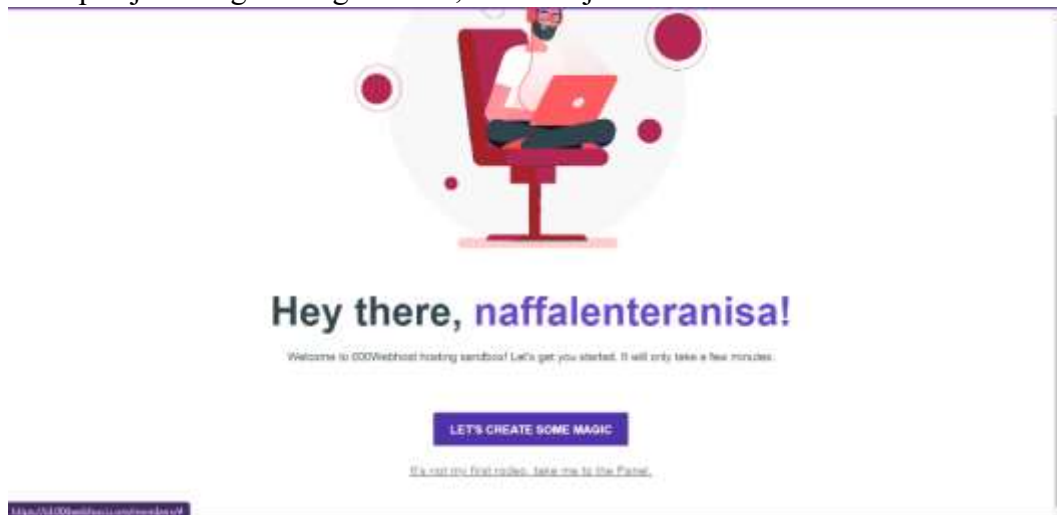 Hey there, naffalenteranisa!
Welcome to 000Webhost hosting sandbox! Let's get you started. It will only take a few minutes.
LET'S CREATE SOME MAGIC
It's not my first rodeo, take me to the Panel.